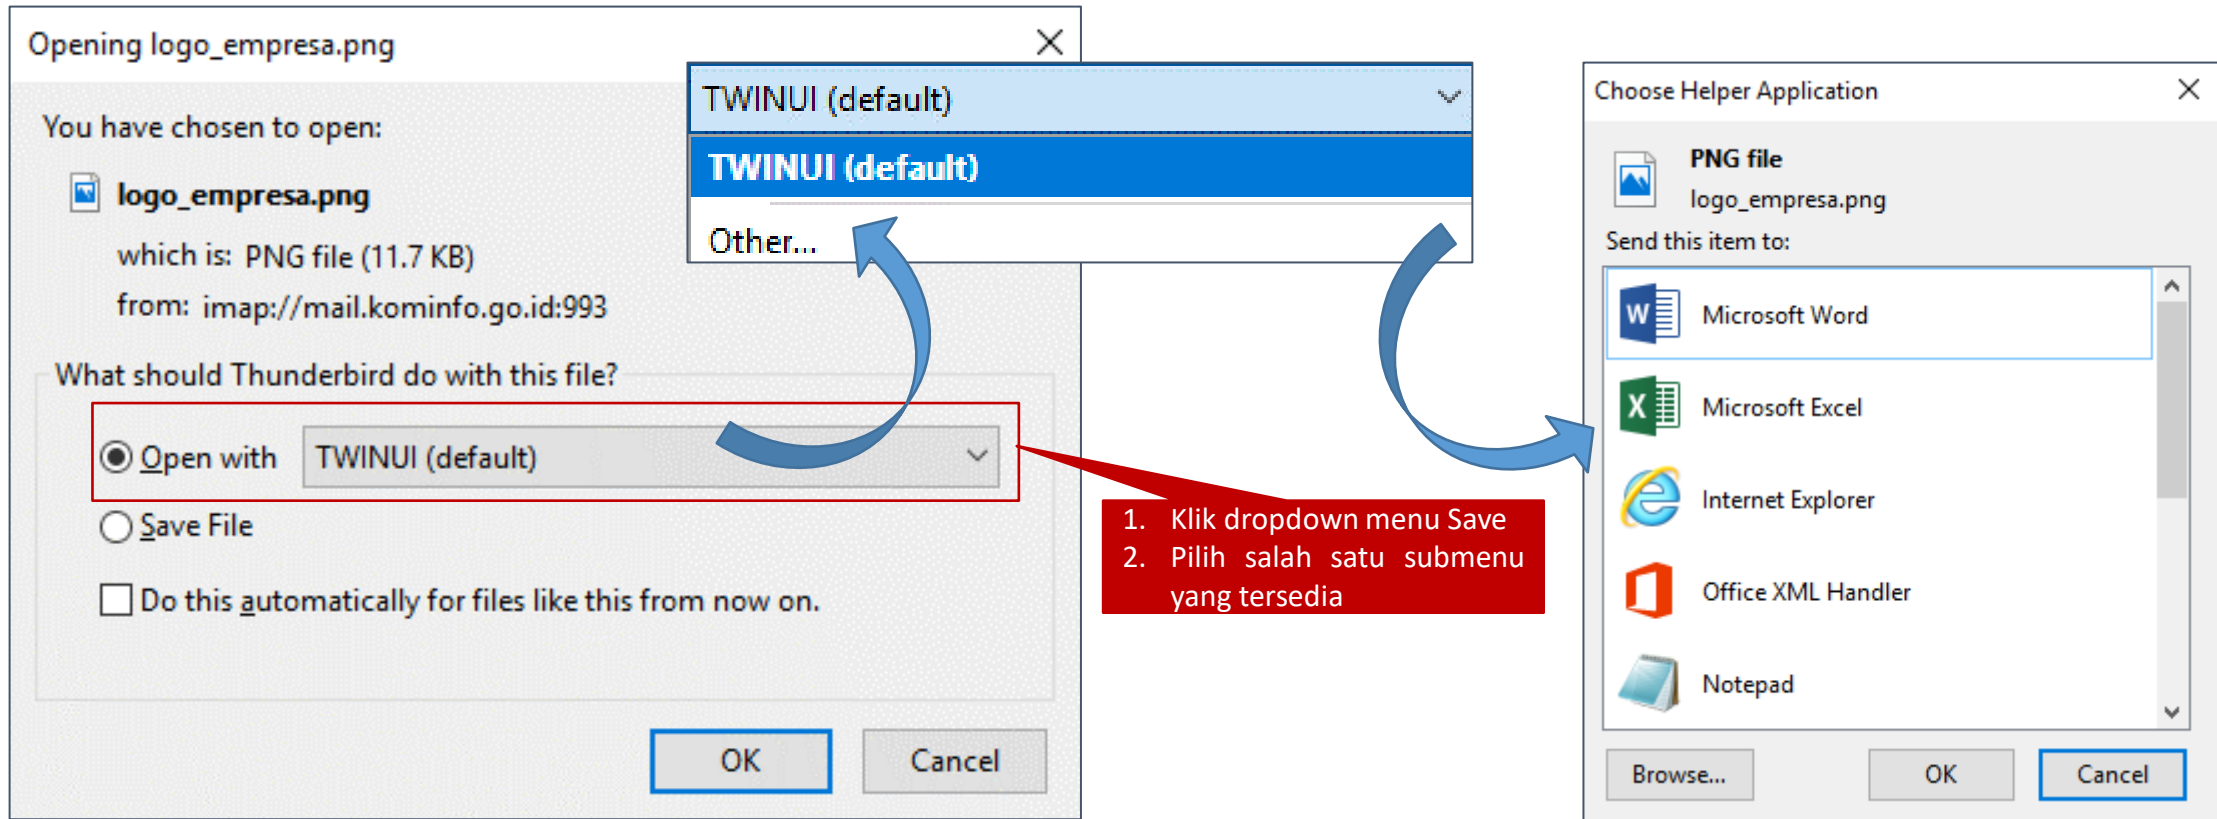 Opening logo_empresa.png
You have chosen to open:
logo_empresa.png
which is: PNG file (11.7 KB)
from: imap://mail.kominfo.go.id:993
What should Thunderbird do with this file?
Open with TWINUI (default)
Save File
Do this automatically for files like this from now on.
OK Cancel
TWINUI (default)
TWINUI (default)
Other...
1. Klik dropdown menu Save
2. Pilih salah satu submenu
yang tersedia
Choose Helper Application
PNG file
logo_empresa.png
Send this item to:
Microsoft Word
Microsoft Excel
Internet Explorer
Office XML Handler
Notepad
Browse... OK Cancel